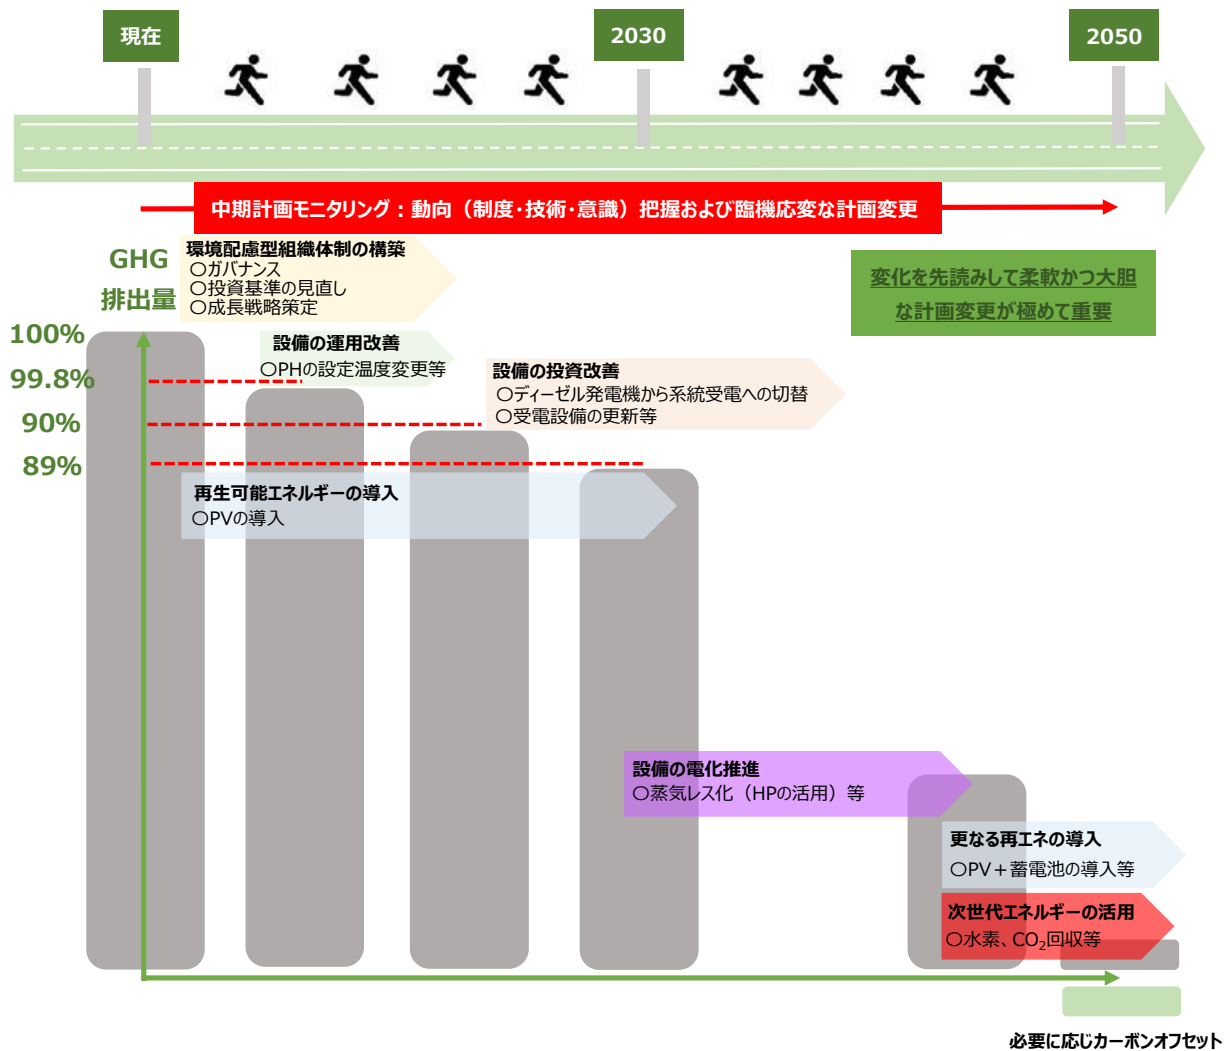 現在
2030
2050
中期計画モニタリング：動向（制度・技術・意識）把握および臨機応変な計画変更
GHG
排出量
環境配慮型組織体制の構築
○ガバナンス
○投資基準の見直し
○成長戦略策定
変化を先読みして柔軟かつ大胆
な計画変更が極めて重要
100%
99.8%
90%
89%
設備の運用改善
○PHの設定温度変更等
設備の投資改善
○ディーゼル発電機から系統受電への切替
○受電設備の更新等
再生可能エネルギーの導入
○PVの導入
設備の電化推進
○蒸気レス化（HPの活用）等
更なる再エネの導入
○PV＋蓄電池の導入等
次世代エネルギーの活用
○水素、CO₂回収等
必要に応じカーボンオフセット